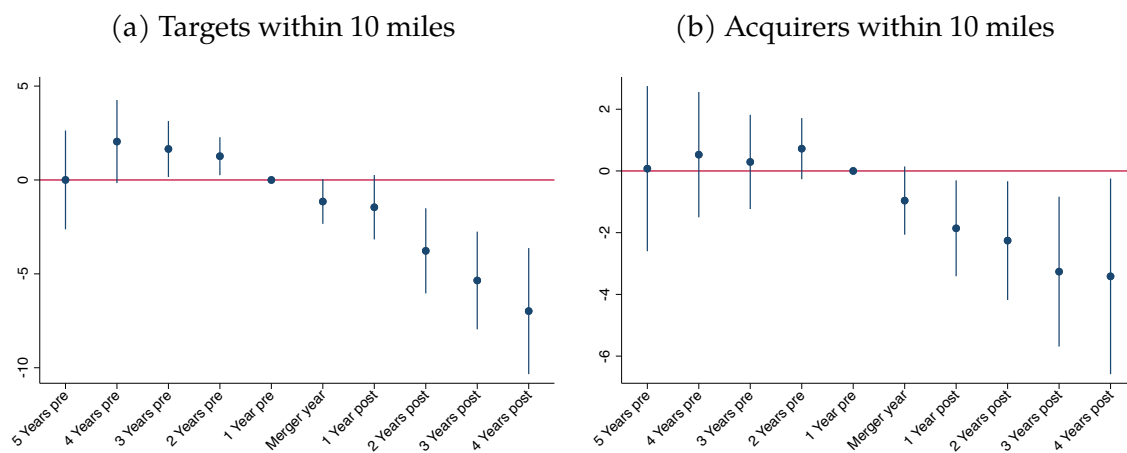 (a) Targets within 10 miles
5
0
-5
-10
5 Years pre
4 Years pre
3 Years pre
2 Years pre
1 Year pre
Merger year
1 Year post
2 Years post
3 Years post
4 Years post
(b) Acquirers within 10 miles
2
0
-2
-4
-6
5 Years pre
4 Years pre
3 Years pre
2 Years pre
1 Year pre
Merger year
1 Year post
2 Years post
3 Years post
4 Years post